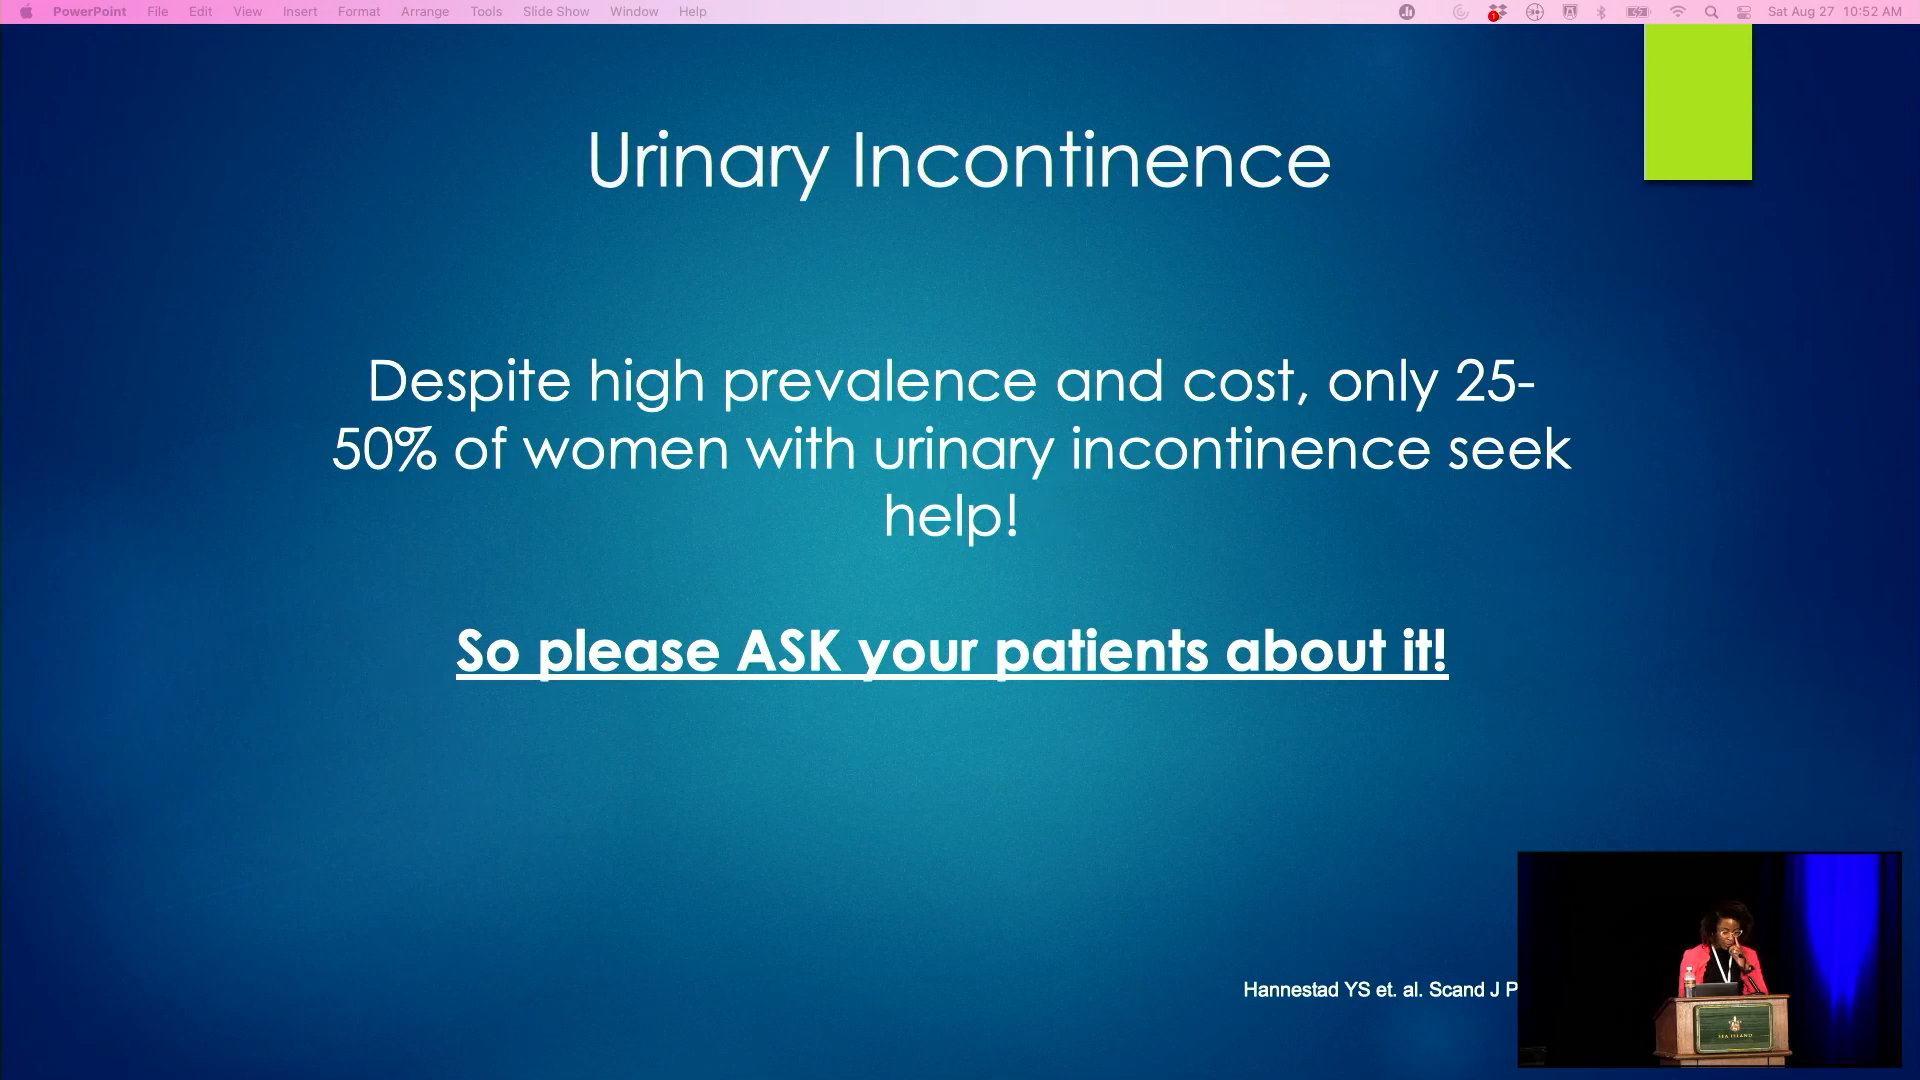 PowerPoint File Edit View Insert Format Arrange Tools Slide Show Window Help Sat Aug 27 10:52 AM
Urinary Incontinence
Despite high prevalence and cost, only 25-
50% of women with urinary incontinence seek
help!
So please ASK your patients about it!
Hannestad YS et. al. Scand J P
SEA ISLAND